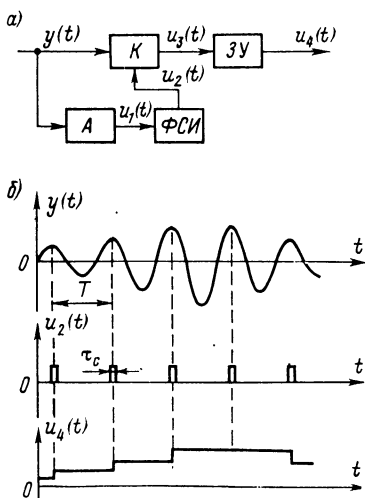 а)
y(t) К u₃(t) ЗУ u₄(t)
u₂(t)
А u₁(t) ФСИ
б)
y(t)
0 t
T
u₂(t)
τc
0 t
u₄(t)
0 t